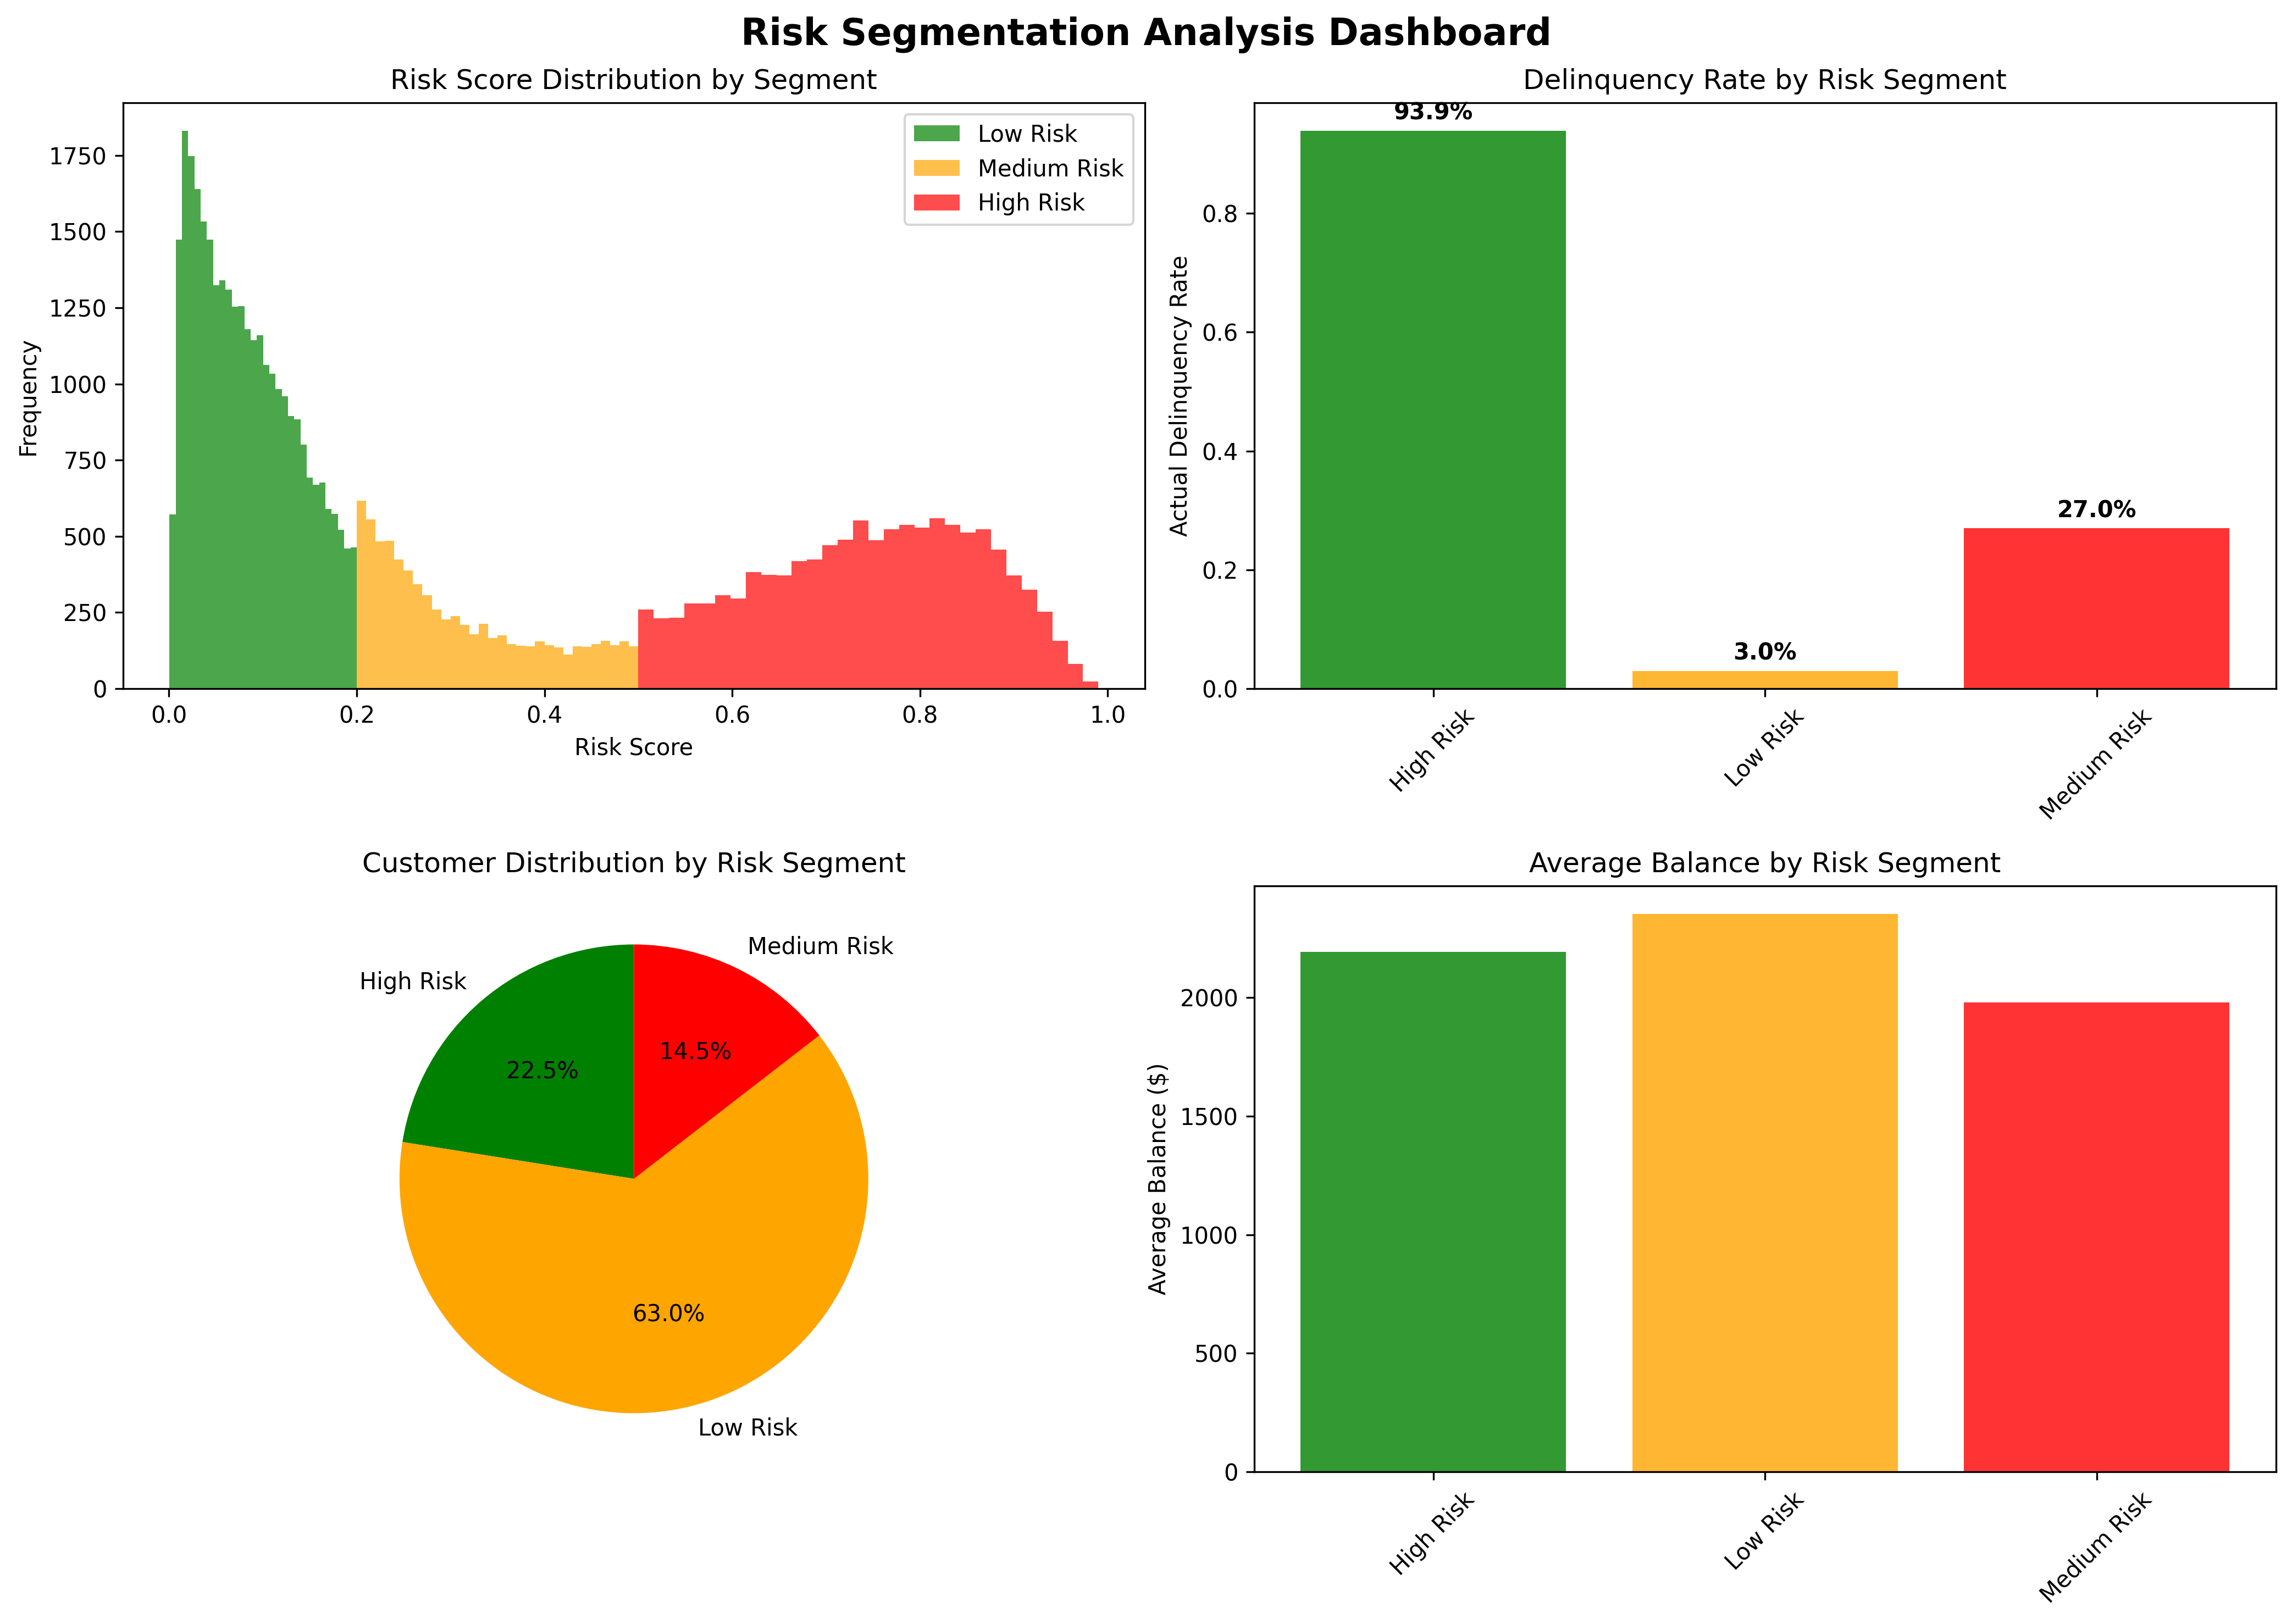 Risk Segmentation Analysis Dashboard
Risk Score Distribution by Segment
Frequency
1750
1500
1250
1000
750
500
250
0
0.0 0.2 0.4 0.6 0.8 1.0
Risk Score
Low Risk
Medium Risk
High Risk
Delinquency Rate by Risk Segment
Actual Delinquency Rate
0.8
0.6
0.4
0.2
0.0
93.9%
3.0%
27.0%
High Risk
Low Risk
Medium Risk
Customer Distribution by Risk Segment
Medium Risk
High Risk
14.5%
22.5%
63.0%
Low Risk
Average Balance by Risk Segment
Average Balance ($)
2000
1500
1000
500
0
High Risk
Low Risk
Medium Risk